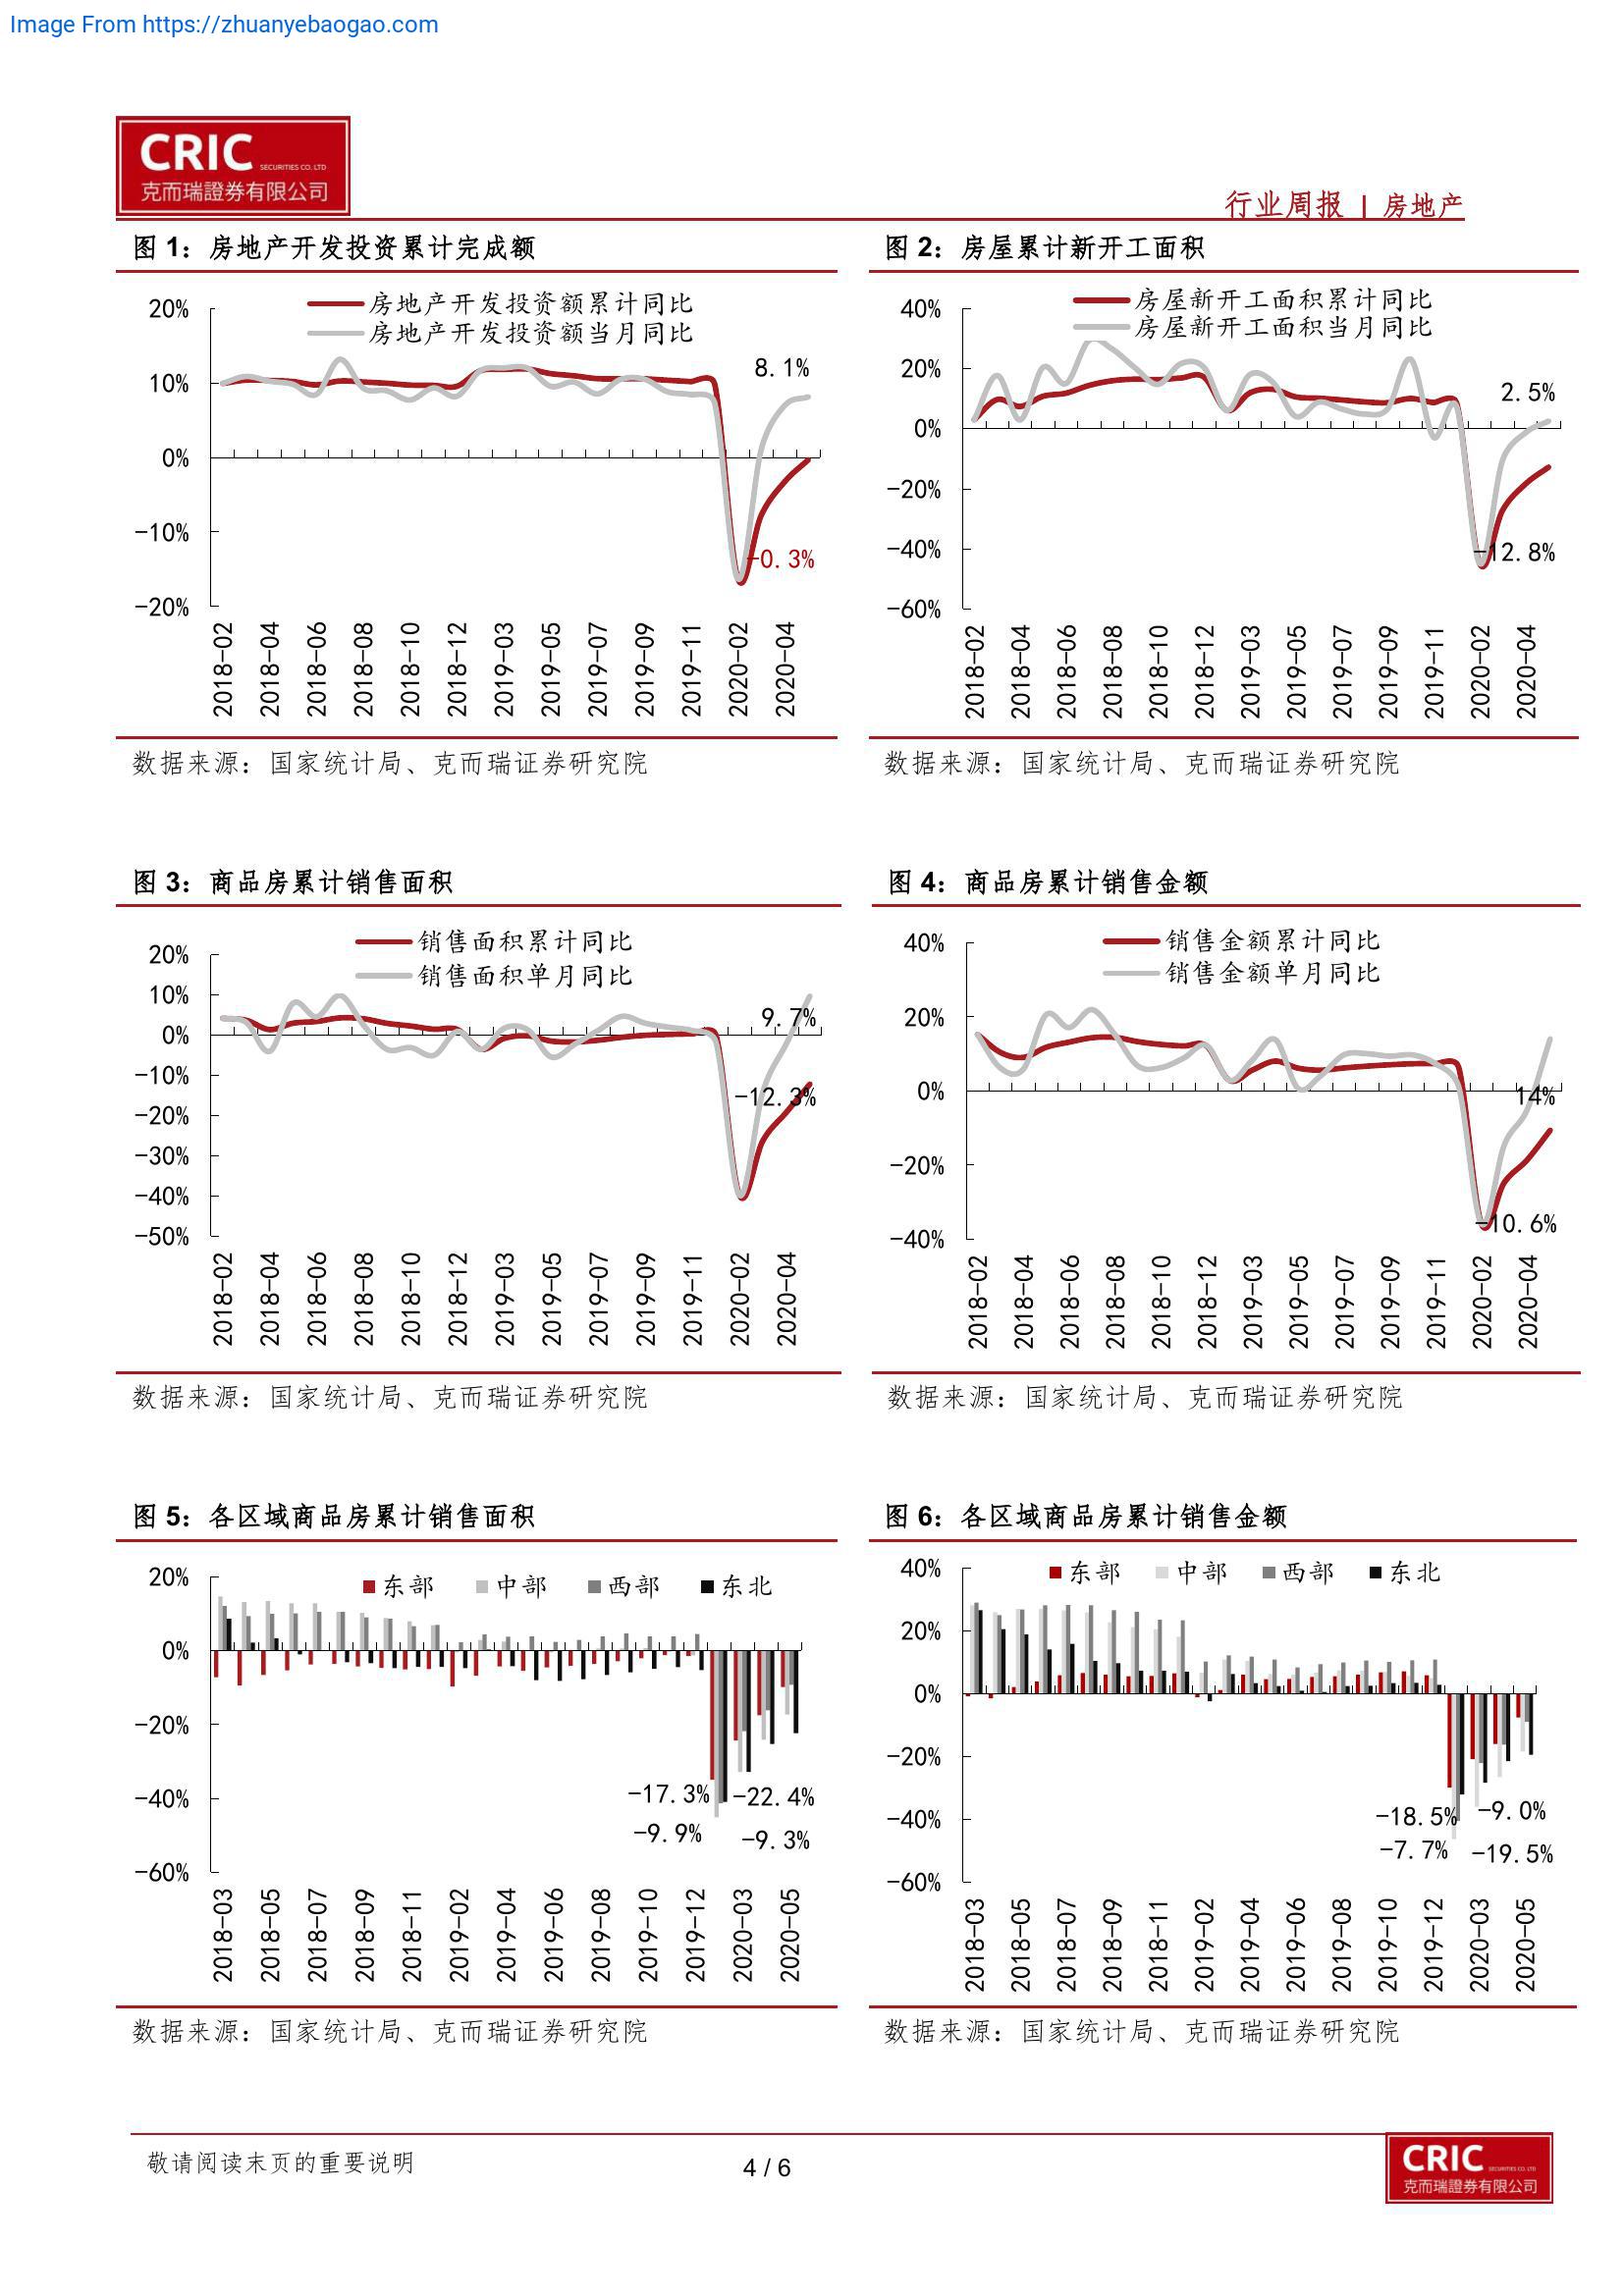 Image From https://zhuanyebaogao.com
CRIC SECURITIES CO. LTD
克而瑞證券有限公司
行业周报 | 房地产
图 1：房地产开发投资累计完成额
房地产开发投资额累计同比
房地产开发投资额当月同比
20%
10%
0%
-10%
-20%
8.1%
-0.3%
2018-02 2018-04 2018-06 2018-08 2018-10 2018-12 2019-03 2019-05 2019-07 2019-09 2019-11 2020-02 2020-04
数据来源：国家统计局、克而瑞证券研究院
图 2：房屋累计新开工面积
房屋新开工面积累计同比
房屋新开工面积当月同比
40%
20%
0%
-20%
-40%
-60%
2.5%
-12.8%
2018-02 2018-04 2018-06 2018-08 2018-10 2018-12 2019-03 2019-05 2019-07 2019-09 2019-11 2020-02 2020-04
数据来源：国家统计局、克而瑞证券研究院
图 3：商品房累计销售面积
销售面积累计同比
销售面积单月同比
20%
10%
0%
-10%
-20%
-30%
-40%
-50%
9.7%
-12.3%
2018-02 2018-04 2018-06 2018-08 2018-10 2018-12 2019-03 2019-05 2019-07 2019-09 2019-11 2020-02 2020-04
数据来源：国家统计局、克而瑞证券研究院
图 4：商品房累计销售金额
销售金额累计同比
销售金额单月同比
40%
20%
0%
-20%
-40%
14%
-10.6%
2018-02 2018-04 2018-06 2018-08 2018-10 2018-12 2019-03 2019-05 2019-07 2019-09 2019-11 2020-02 2020-04
数据来源：国家统计局、克而瑞证券研究院
图 5：各区域商品房累计销售面积
东部 中部 西部 东北
20%
0%
-20%
-40%
-60%
-17.3% -22.4%
-9.9% -9.3%
2018-03 2018-05 2018-07 2018-09 2018-11 2019-02 2019-04 2019-06 2019-08 2019-10 2019-12 2020-03 2020-05
数据来源：国家统计局、克而瑞证券研究院
图 6：各区域商品房累计销售金额
东部 中部 西部 东北
40%
20%
0%
-20%
-40%
-60%
-18.5% -9.0%
-7.7% -19.5%
2018-03 2018-05 2018-07 2018-09 2018-11 2019-02 2019-04 2019-06 2019-08 2019-10 2019-12 2020-03 2020-05
数据来源：国家统计局、克而瑞证券研究院
敬请阅读末页的重要说明
4 / 6
CRIC SECURITIES CO. LTD
克而瑞證券有限公司